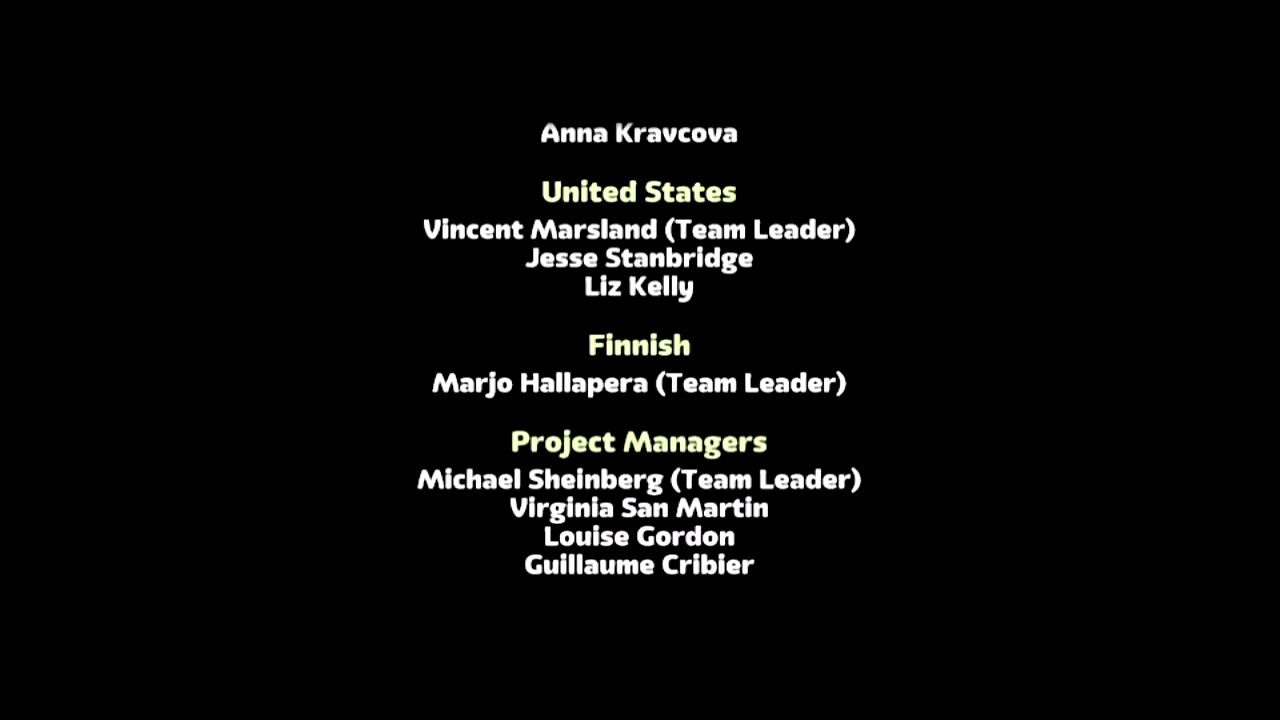 Anna Kravcova
United States
Vincent Marsland (Team Leader)
Jesse Stanbridge
Liz Kelly
Finnish
Marjo Hallapera (Team Leader)
Project Managers
Michael Sheinberg (Team Leader)
Virginia San Martin
Louise Gordon
Guillaume Cribier